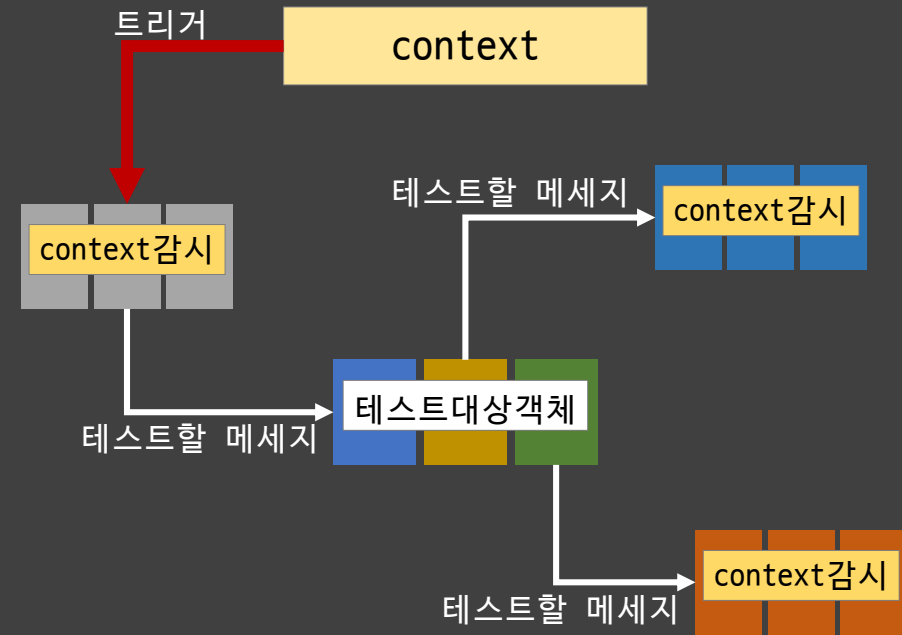 트리거
context
테스트할 메세지
context감시
context감시
테스트대상객체
테스트할 메세지
context감시
테스트할 메세지